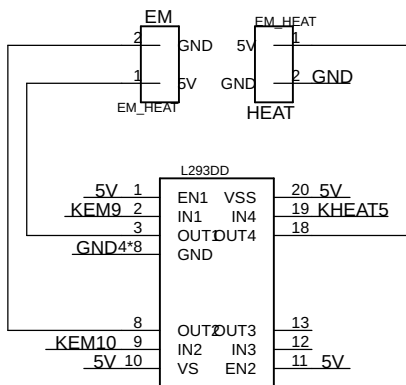 EM
EM_HEAT
2 GND 5V 1
1 5V GND 2 GND
EM_HEAT HEAT
L293DD
5V 1 EN1 VSS 20 5V
KEM9 2 IN1 IN4 19 KHEAT5
3 OUT1 OUT4 18
GND 4*8 GND
8 OUT2 OUT3 13
KEM10 9 IN2 IN3 12
5V 10 VS EN2 11 5V